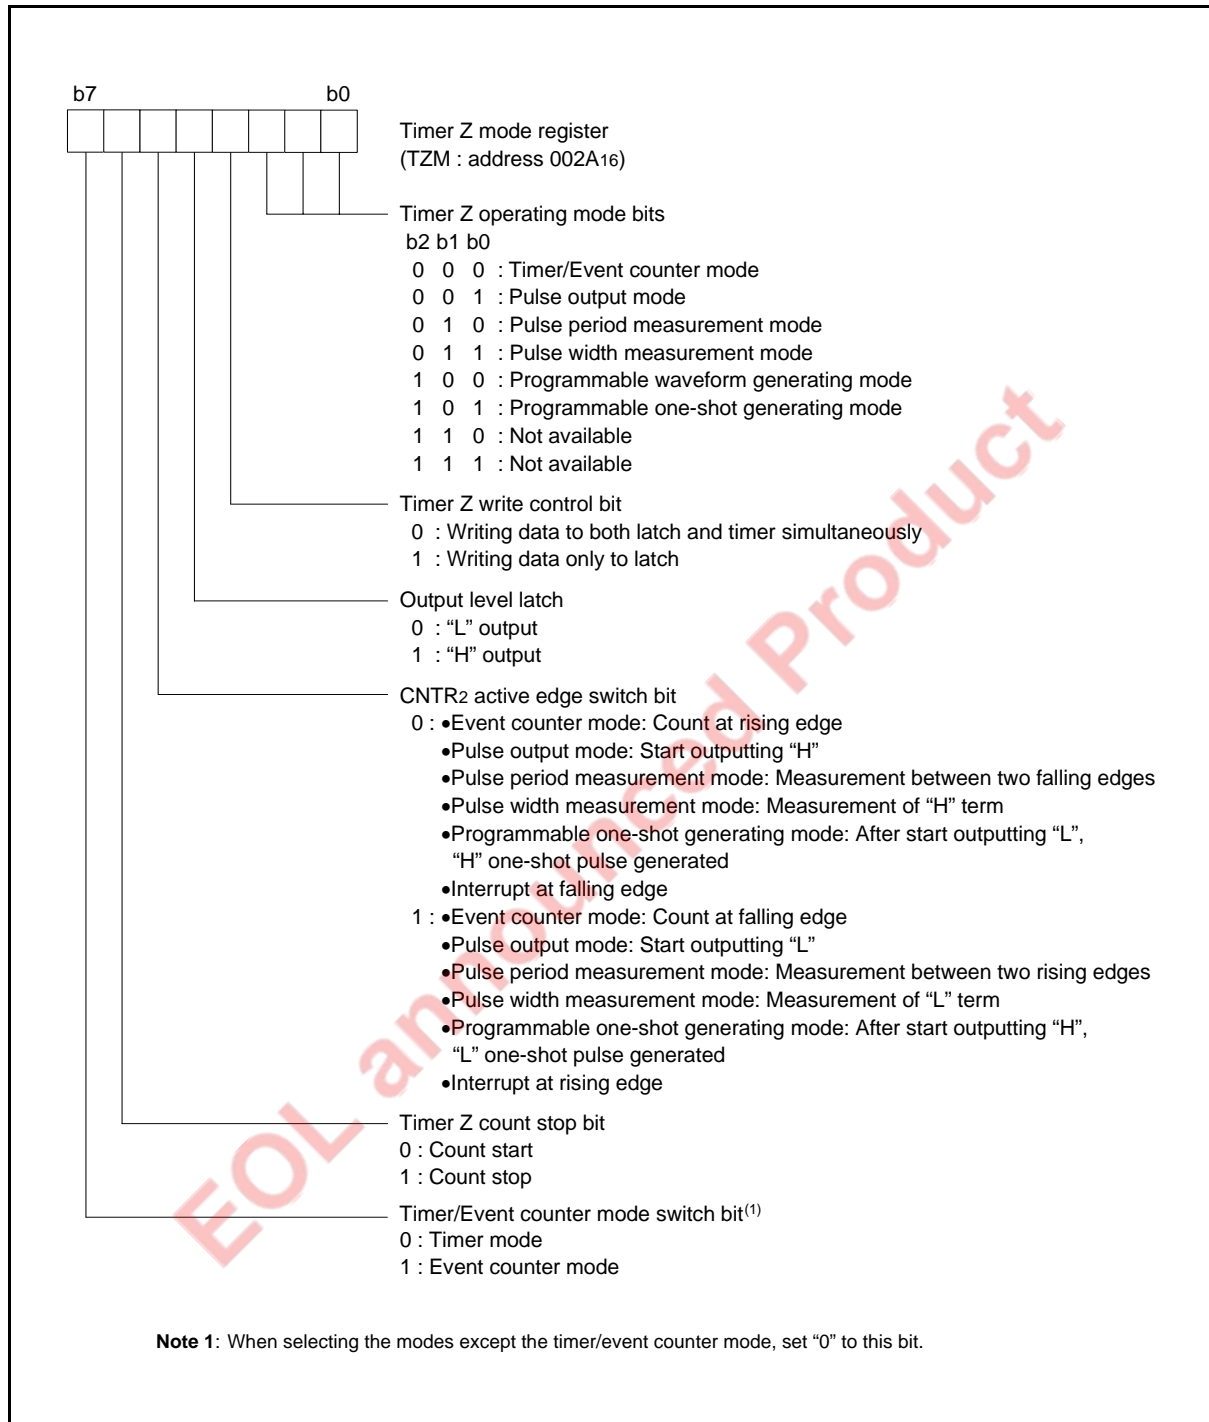 b7 b0
Timer Z mode register
(TZM : address 002A16)
Timer Z operating mode bits
b2 b1 b0
0 0 0 : Timer/Event counter mode
0 0 1 : Pulse output mode
0 1 0 : Pulse period measurement mode
0 1 1 : Pulse width measurement mode
1 0 0 : Programmable waveform generating mode
1 0 1 : Programmable one-shot generating mode
1 1 0 : Not available
1 1 1 : Not available
Timer Z write control bit
0 : Writing data to both latch and timer simultaneously
1 : Writing data only to latch
Output level latch
0 : “L” output
1 : “H” output
CNTR2 active edge switch bit
0 : •Event counter mode: Count at rising edge
•Pulse output mode: Start outputting “H”
•Pulse period measurement mode: Measurement between two falling edges
•Pulse width measurement mode: Measurement of “H” term
•Programmable one-shot generating mode: After start outputting “L”,
“H” one-shot pulse generated
•Interrupt at falling edge
1 : •Event counter mode: Count at falling edge
•Pulse output mode: Start outputting “L”
•Pulse period measurement mode: Measurement between two rising edges
•Pulse width measurement mode: Measurement of “L” term
•Programmable one-shot generating mode: After start outputting “H”,
“L” one-shot pulse generated
•Interrupt at rising edge
Timer Z count stop bit
0 : Count start
1 : Count stop
Timer/Event counter mode switch bit(1)
0 : Timer mode
1 : Event counter mode
Note 1: When selecting the modes except the timer/event counter mode, set “0” to this bit.
EOL announced Product